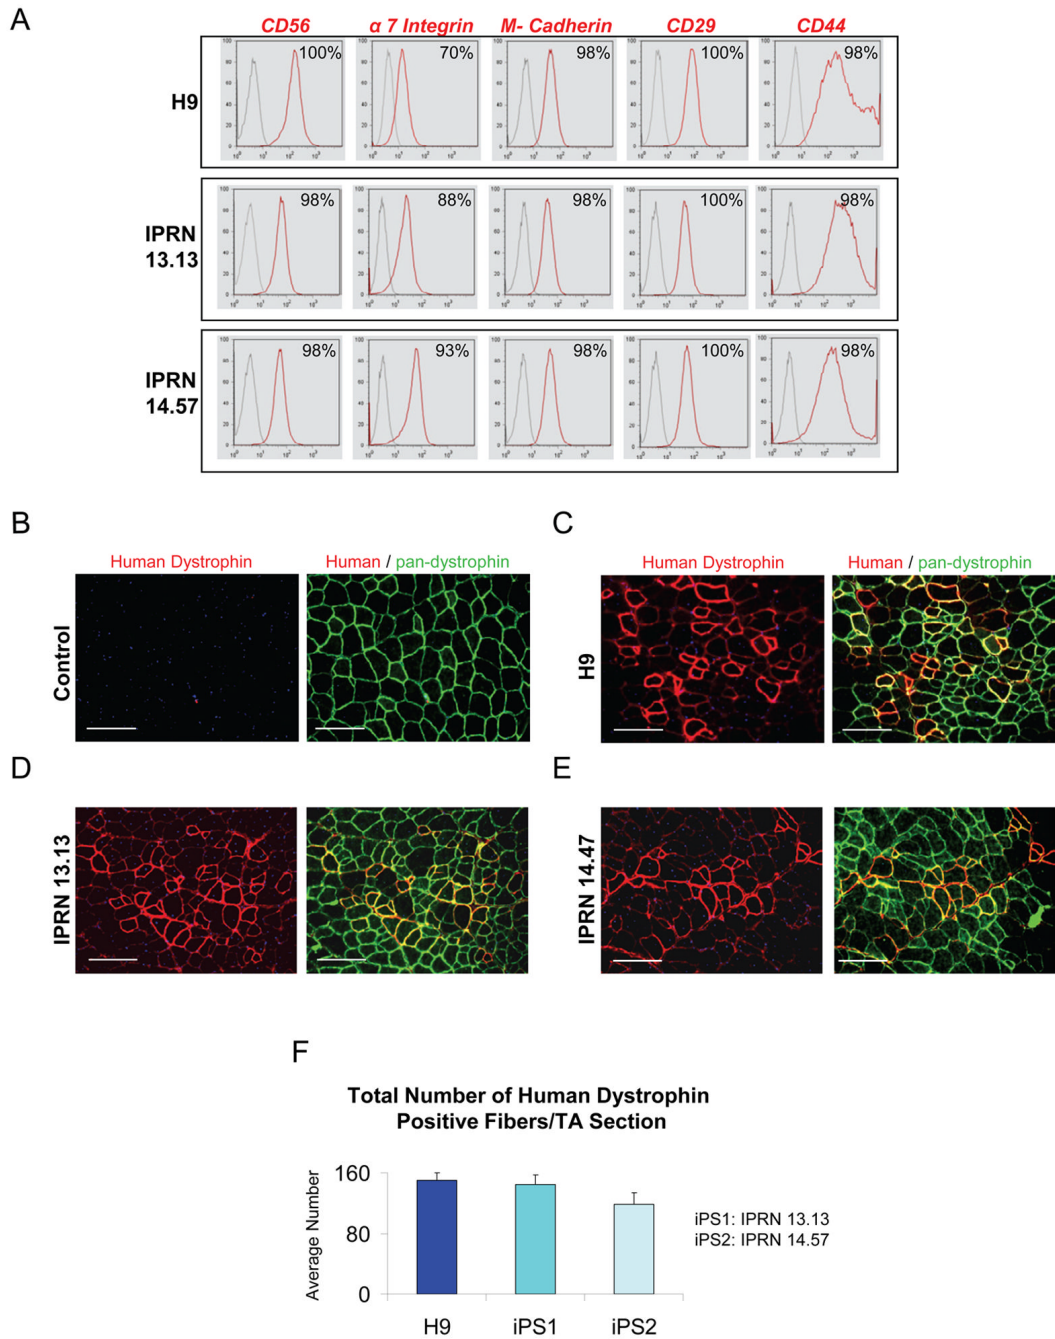 A
CD56 α 7 Integrin M- Cadherin CD29 CD44
H9
100% 70% 98% 100% 98%
IPRN
13.13
98% 88% 98% 100% 98%
IPRN
14.57
98% 93% 98% 100% 98%
B
Human Dystrophin Human / pan-dystrophin
Control
C
Human Dystrophin Human / pan-dystrophin
H9
D
IPRN 13.13
E
IPRN 14.47
F
Total Number of Human Dystrophin
Positive Fibers/TA Section
Average Number
160
80
0
H9 iPS1 iPS2
iPS1: IPRN 13.13
iPS2: IPRN 14.57